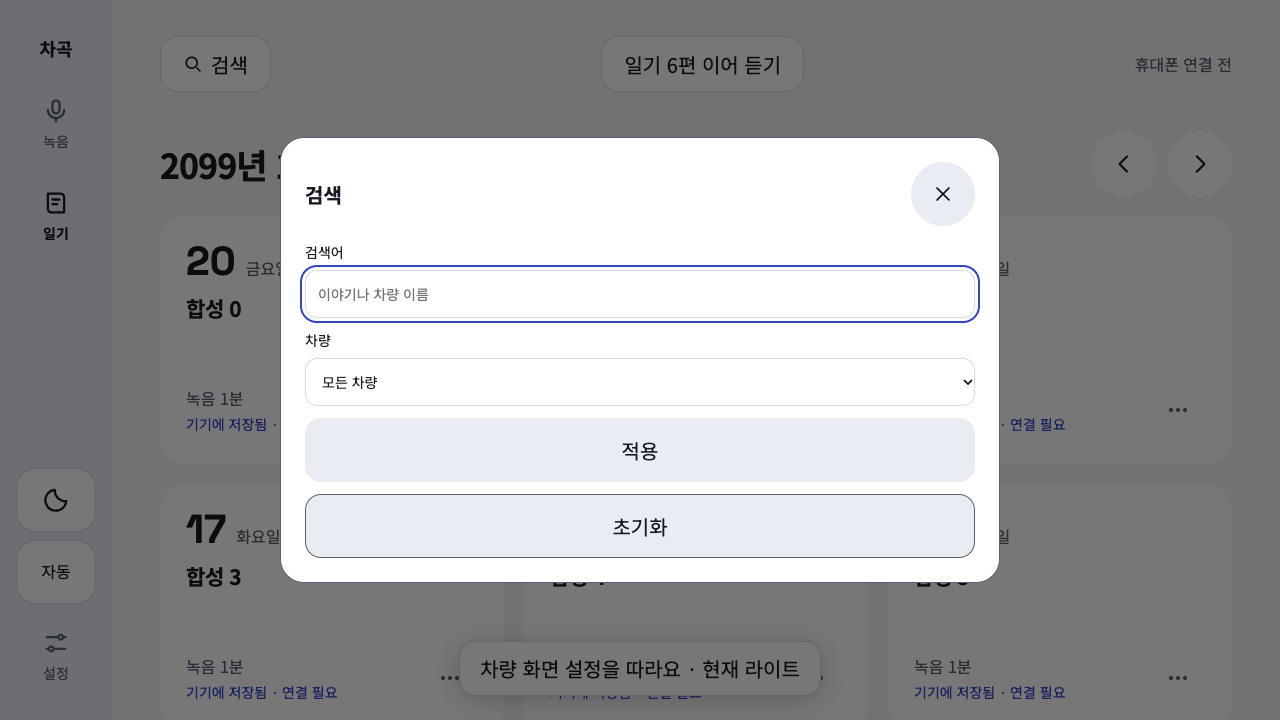 차곡
녹음
일기
자동
설정
검색
일기 6편 이어 듣기
휴대폰 연결 전
2099년
20 금요일
합성 0
녹음 1분
기기에 저장됨 ·
일
· 연결 필요
검색
검색어
이야기나 차량 이름
차량
모든 차량
적용
초기화
17 화요일
합성 3
녹음 1분
기기에 저장됨 · 연결 필요
일
녹음 1분
기기에 저장됨 · 연결 필요
차량 화면 설정을 따라요 · 현재 라이트